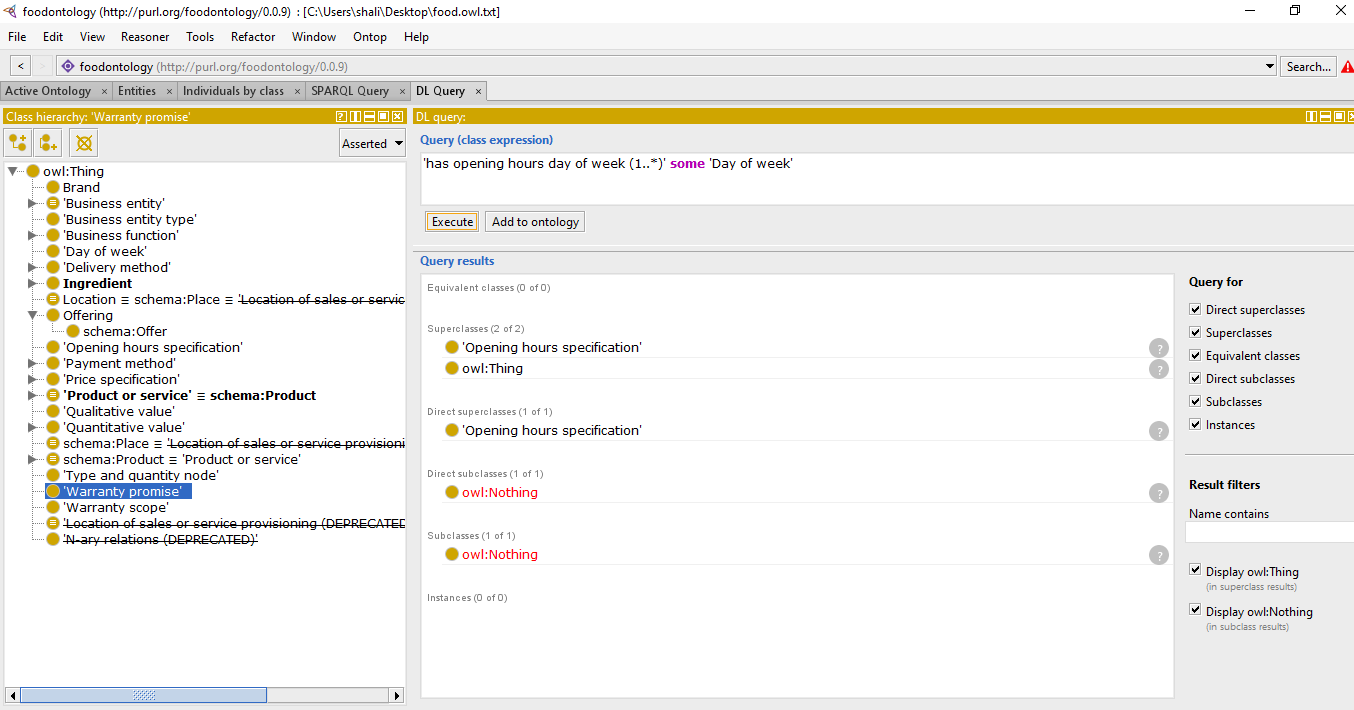 foodontology (http://purl.org/foodontology/0.0.9) : [C:\Users\shali\Desktop\food.owl.txt]
File Edit View Reasoner Tools Refactor Window Ontop Help
< > foodontology (http://purl.org/foodontology/0.0.9) Search...
Active Ontology × Entities × Individuals by class × SPARQL Query × DL Query ×
Class hierarchy: 'Warranty promise'
Asserted
owl:Thing
Brand
'Business entity'
'Business entity type'
'Business function'
'Day of week'
'Delivery method'
Ingredient
Location ≡ schema:Place ≡ 'Location of sales or servic
Offering
schema:Offer
'Opening hours specification'
'Payment method'
'Price specification'
'Product or service' ≡ schema:Product
'Qualitative value'
'Quantitative value'
schema:Place ≡ 'Location of sales or service provisioni
schema:Product ≡ 'Product or service'
'Type and quantity node'
'Warranty promise'
'Warranty scope'
'Location of sales or service provisioning (DEPRECATED
'N-ary relations (DEPRECATED)'
DL query:
Query (class expression)
'has opening hours day of week (1..*)' some 'Day of week'
Execute Add to ontology
Query results
Equivalent classes (0 of 0)
Superclasses (2 of 2)
'Opening hours specification' ?
owl:Thing ?
Direct superclasses (1 of 1)
'Opening hours specification' ?
Direct subclasses (1 of 1)
owl:Nothing ?
Subclasses (1 of 1)
owl:Nothing ?
Instances (0 of 0)
Query for
Direct superclasses
Superclasses
Equivalent classes
Direct subclasses
Subclasses
Instances
Result filters
Name contains
Display owl:Thing
(in superclass results)
Display owl:Nothing
(in subclass results)